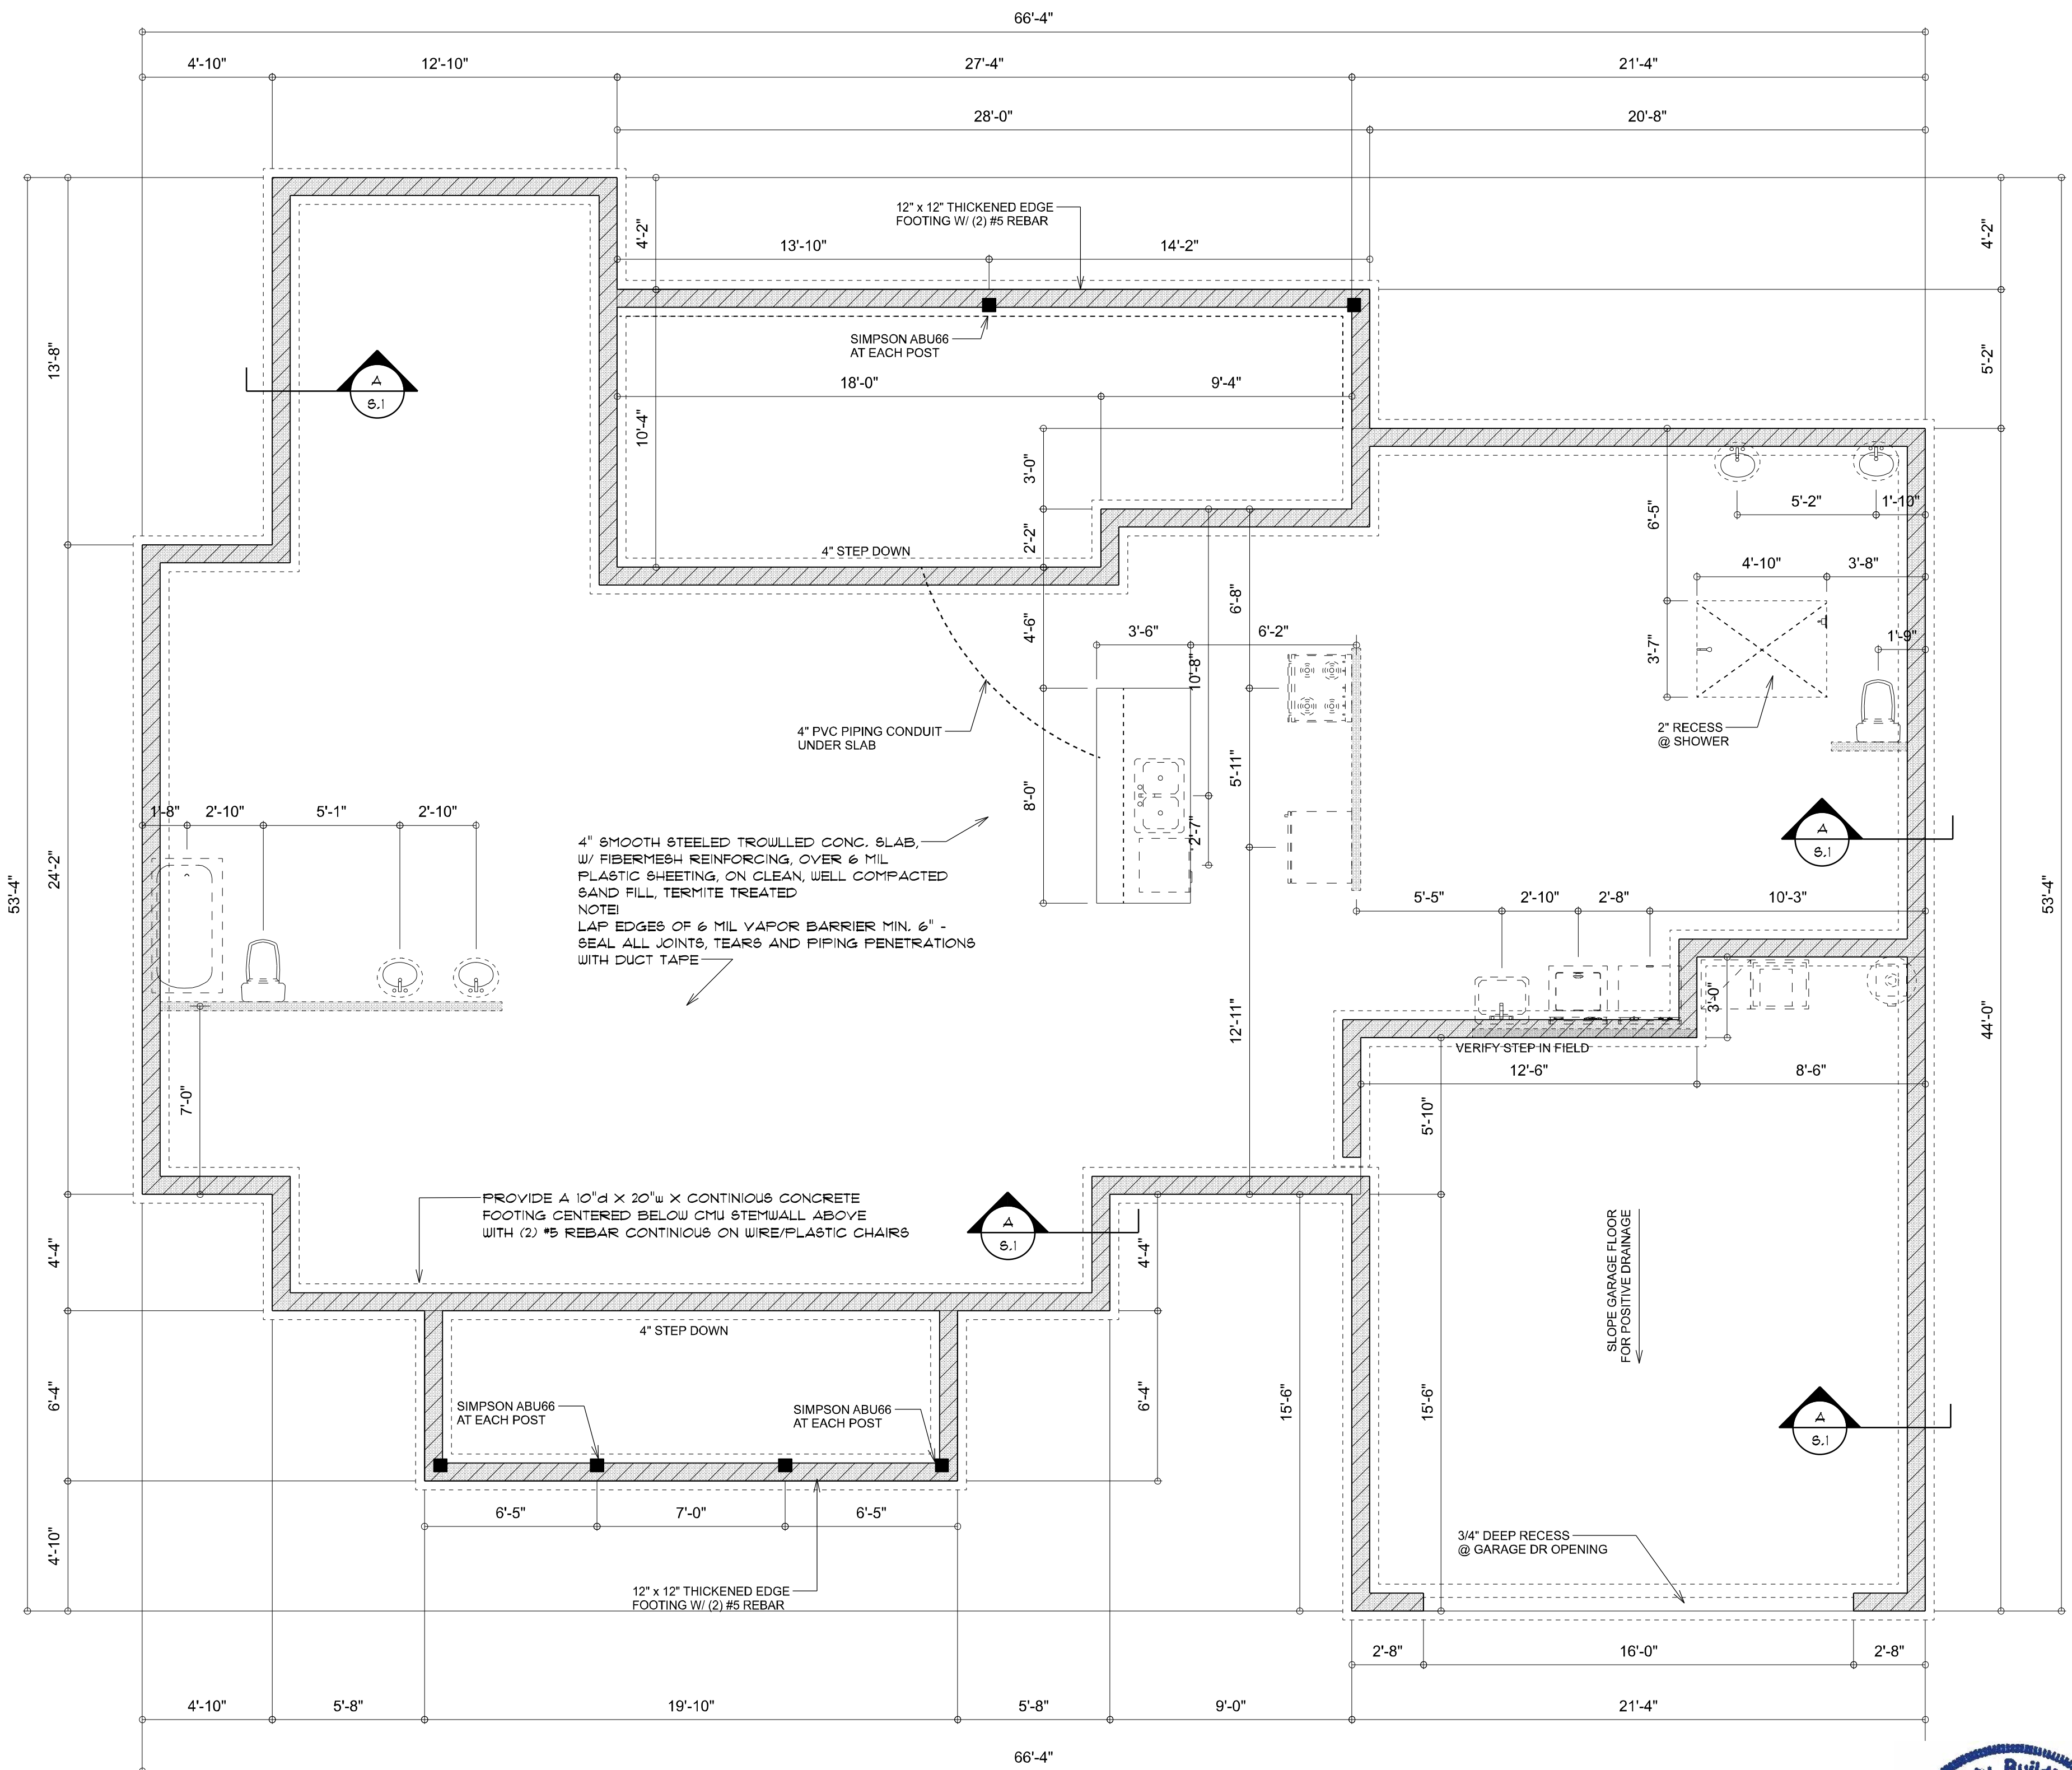 66'-4"
4'-10" 12'-10" 27'-4" 21'-4"
28'-0" 20'-8"
12" x 12" THICKENED EDGE
FOOTING W/ (2) #5 REBAR
4'-2"
4'-2"
13'-10" 14'-2"
SIMPSON ABU66
AT EACH POST
13'-8"
5'-2"
A
S.1
18'-0" 9'-4"
10'-4"
3'-0"
2'-2"
4" STEP DOWN
6'-5"
5'-2" 1'-10"
4'-10" 3'-8"
4'-6"
6'-8"
3'-6" 6'-2"
10'-8"
3'-7"
1'-9"
4" PVC PIPING CONDUIT
UNDER SLAB
2" RECESS
@ SHOWER
8'-0"
5'-11"
2'-7"
1'-8" 2'-10" 5'-1" 2'-10"
A
S.1
4" SMOOTH STEELED TROWLLED CONC. SLAB,
W/ FIBERMESH REINFORCING, OVER 6 MIL
PLASTIC SHEETING, ON CLEAN, WELL COMPACTED
SAND FILL, TERMITE TREATED
NOTE!
LAP EDGES OF 6 MIL VAPOR BARRIER MIN. 6" -
SEAL ALL JOINTS, TEARS AND PIPING PENETRATIONS
WITH DUCT TAPE
53'-4"
24'-2"
53'-4"
44'-0"
5'-5" 2'-10" 2'-8" 10'-3"
3'-0"
12'-11"
VERIFY STEP IN FIELD
12'-6" 8'-6"
7'-0"
5'-10"
PROVIDE A 10"d X 20"w X CONTINIOUS CONCRETE
FOOTING CENTERED BELOW CMU STEMWALL ABOVE
WITH (2) #5 REBAR CONTINIOUS ON WIRE/PLASTIC CHAIRS
A
S.1
4'-4"
4'-4"
SLOPE GARAGE FLOOR
FOR POSITIVE DRAINAGE
4" STEP DOWN
6'-4"
SIMPSON ABU66
AT EACH POST
SIMPSON ABU66
AT EACH POST
6'-4"
15'-6"
15'-6"
A
S.1
6'-5" 7'-0" 6'-5"
4'-10"
3/4" DEEP RECESS
@ GARAGE DR OPENING
12" x 12" THICKENED EDGE
FOOTING W/ (2) #5 REBAR
2'-8" 16'-0" 2'-8"
4'-10" 5'-8" 19'-10" 5'-8" 9'-0" 21'-4"
66'-4"